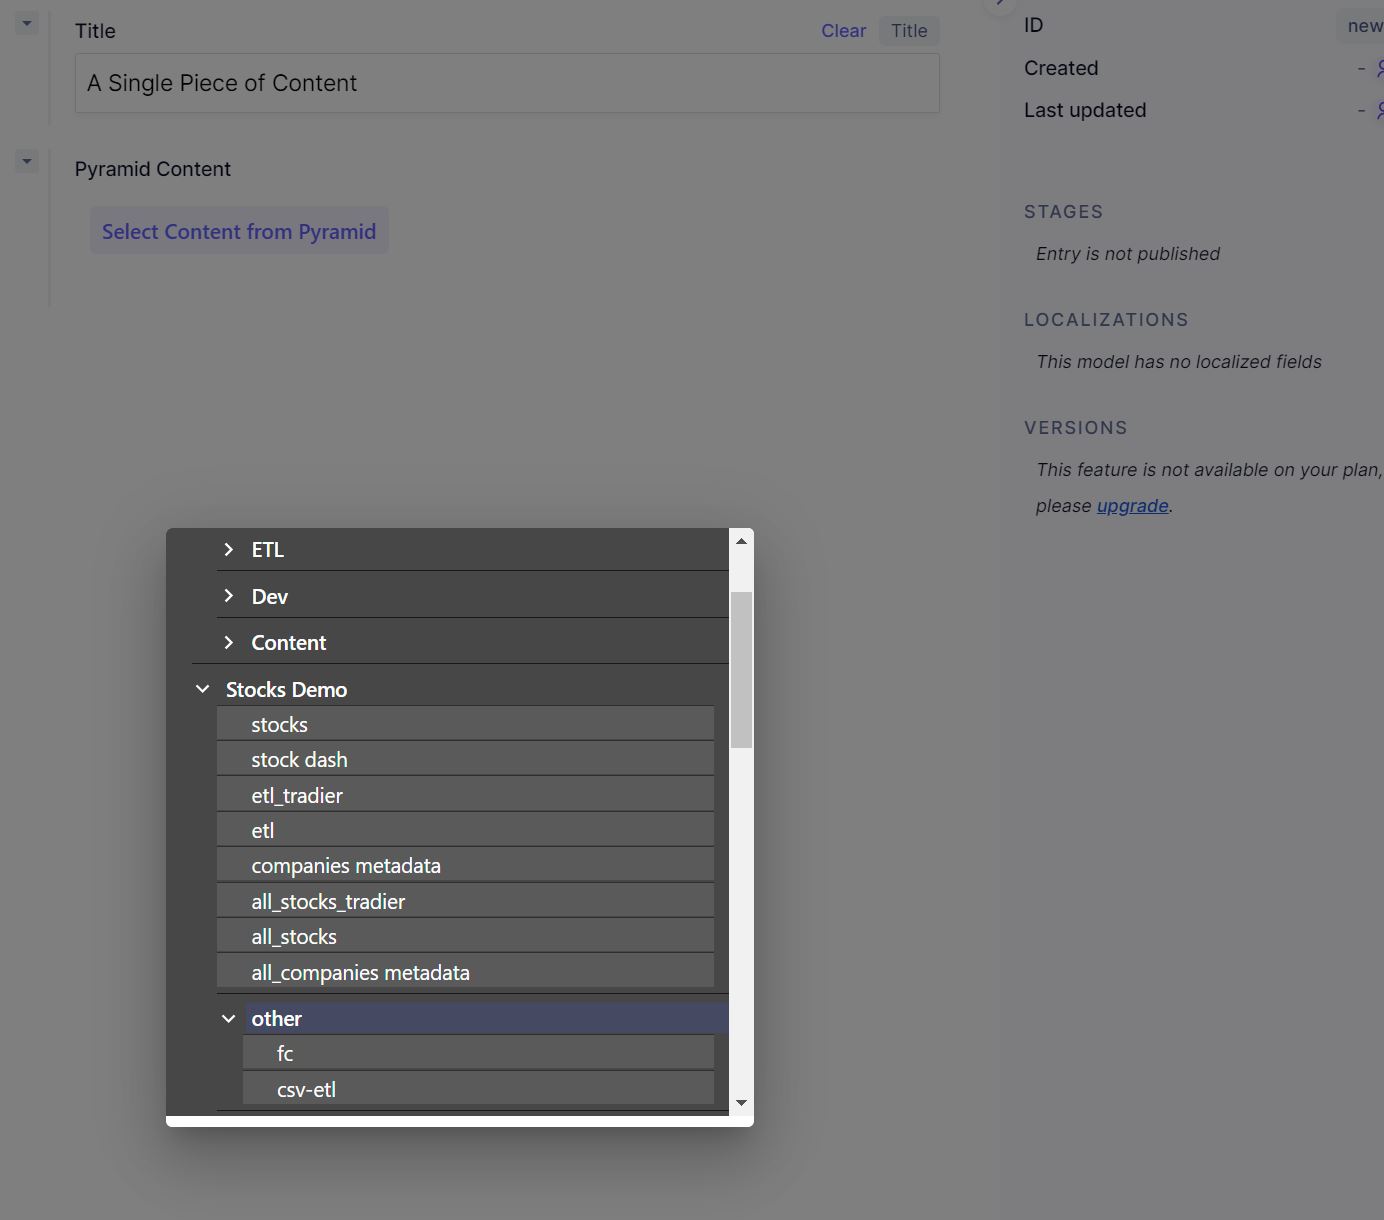 Title
Clear
Title
A Single Piece of Content
Pyramid Content
Select Content from Pyramid
ETL
Dev
Content
Stocks Demo
stocks
stock dash
etl_tradier
etl
companies metadata
all_stocks_tradier
all_stocks
all_companies metadata
other
fc
csv-etl
ID
new
Created
-
Last updated
-
STAGES
Entry is not published
LOCALIZATIONS
This model has no localized fields
VERSIONS
This feature is not available on your plan,
please upgrade.